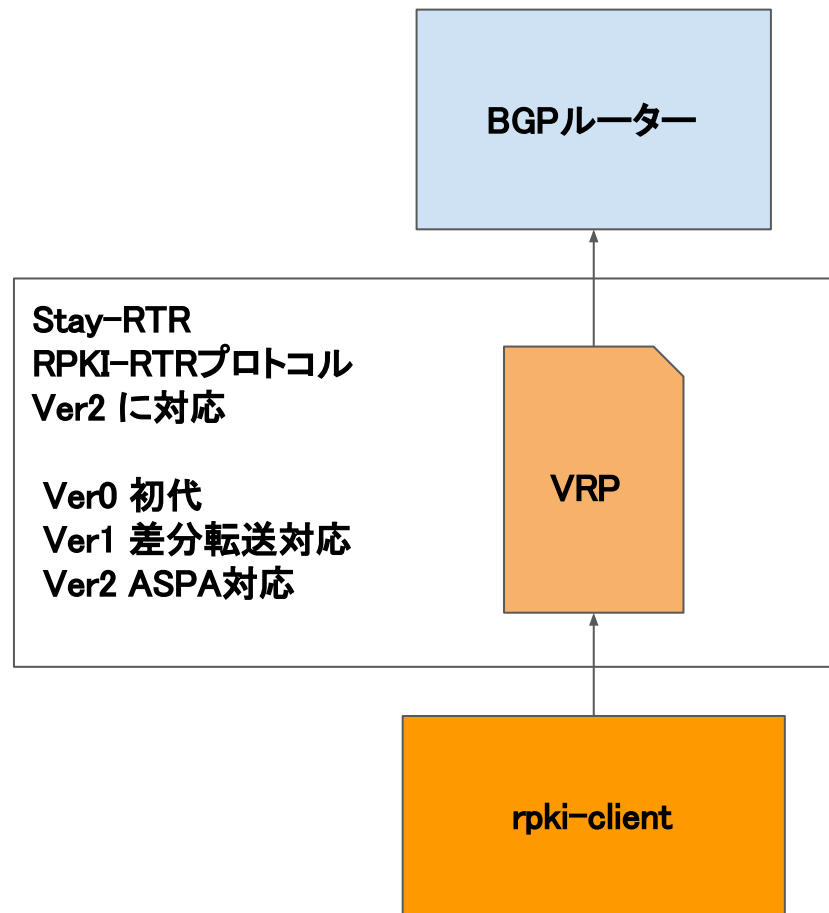 BGPルーター
Stay-RTR
RPKI-RTRプロトコル
Ver2 に対応
Ver0 初代
Ver1 差分転送対応
Ver2 ASPA対応
VRP
rpki-client